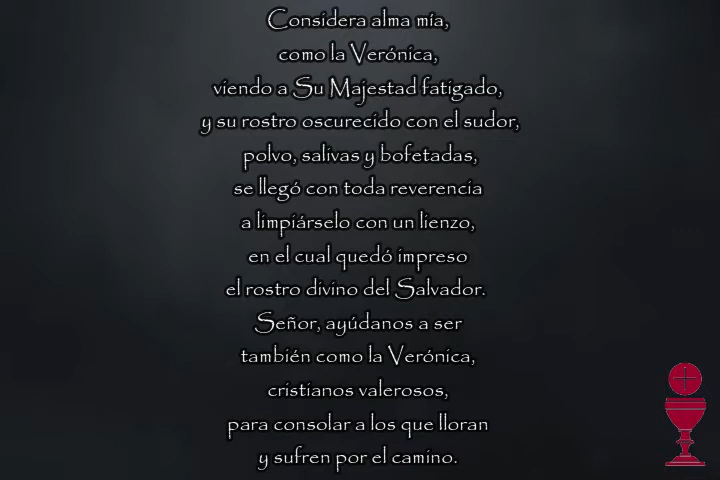 Considera alma mía,
como la Verónica,
viendo a Su Majestad fatigado,
y su rostro oscurecido con el sudor,
polvo, salivas y bofetadas,
se llegó con toda reverencia
a limpiárselo con un lienzo,
en el cual quedó impreso
el rostro divino del Salvador.
Señor, ayúdanos a ser
también como la Verónica,
cristianos valerosos,
para consolar a los que lloran
y sufren por el camino.